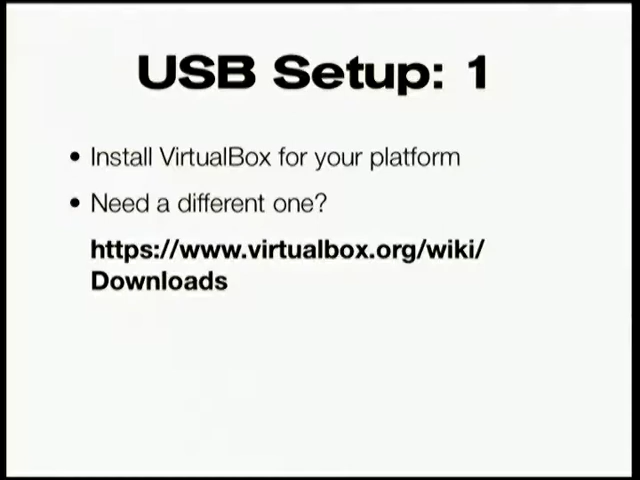 USB Setup: 1
• Install VirtualBox for your platform
• Need a different one?
https://www.virtualbox.org/wiki/
Downloads